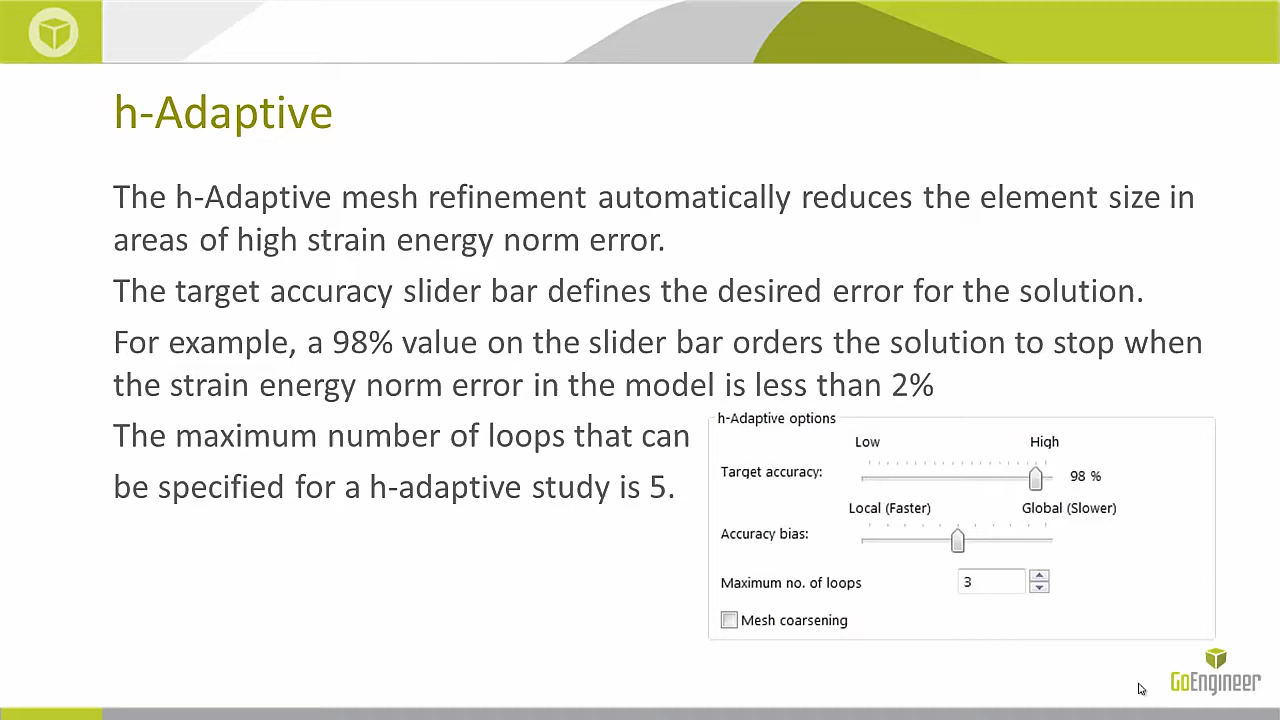 h-Adaptive
The h-Adaptive mesh refinement automatically reduces the element size in
areas of high strain energy norm error.
The target accuracy slider bar defines the desired error for the solution.
For example, a 98% value on the slider bar orders the solution to stop when
the strain energy norm error in the model is less than 2%
The maximum number of loops that can
be specified for a h-adaptive study is 5.
h-Adaptive options
Low High
Target accuracy: 98 %
Local (Faster) Global (Slower)
Accuracy bias:
Maximum no. of loops 3
Mesh coarsening
GoEngineer